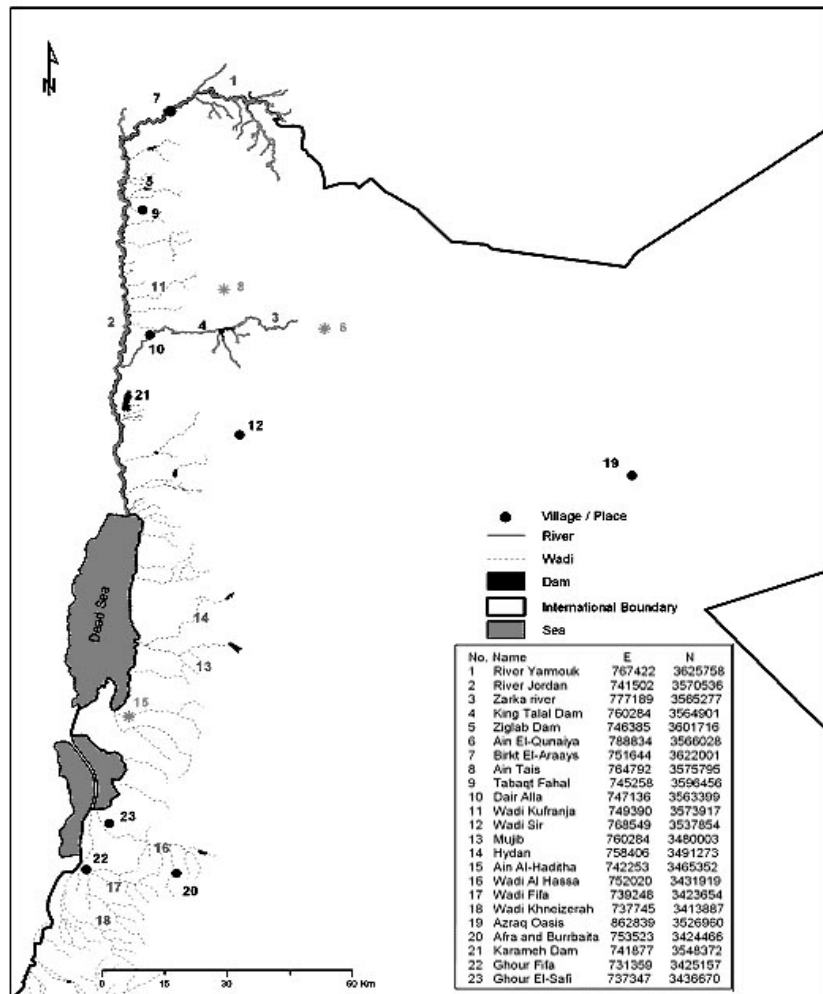 N
1
7
5
9
11
8
2
4
3
6
10
21
12
19
Village / Place
River
Wadi
Dam
International Boundary
Sea
Dead Sea
14
13
15
23
16
22
17
20
18
0 15 30 60 Km
No. Name E N
1 River Yarmouk 767422 3625758
2 River Jordan 741502 3570536
3 Zarka river 777189 3565277
4 King Talal Dam 760284 3564901
5 Ziglab Dam 746385 3601716
6 Ain El-Qunaiya 788834 3566028
7 Birkt El-Araays 751644 3622001
8 Ain Tais 764792 3575795
9 Tabaqt Fahal 745258 3596456
10 Dair Alla 747136 3563399
11 Wadi Kufranja 749390 3573917
12 Wadi Sir 768549 3537854
13 Mujib 760284 3480003
14 Hydan 758406 3491273
15 Ain Al-Haditha 742253 3465352
16 Wadi Al Hassa 752020 3431919
17 Wadi Fifa 739248 3423654
18 Wadi Khneizerah 737745 3413887
19 Azraq Oasis 862839 3526960
20 Afra and Burrbaita 753523 3424466
21 Karameh Dam 741877 3548372
22 Ghour Fifa 731359 3425157
23 Ghour El-Safi 737347 3436670